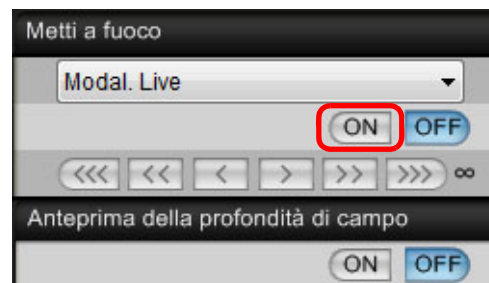 Metti a fuoco
Modal. Live
ON OFF
<<< << < > >> >>> ∞
Anteprima della profondità di campo
ON OFF